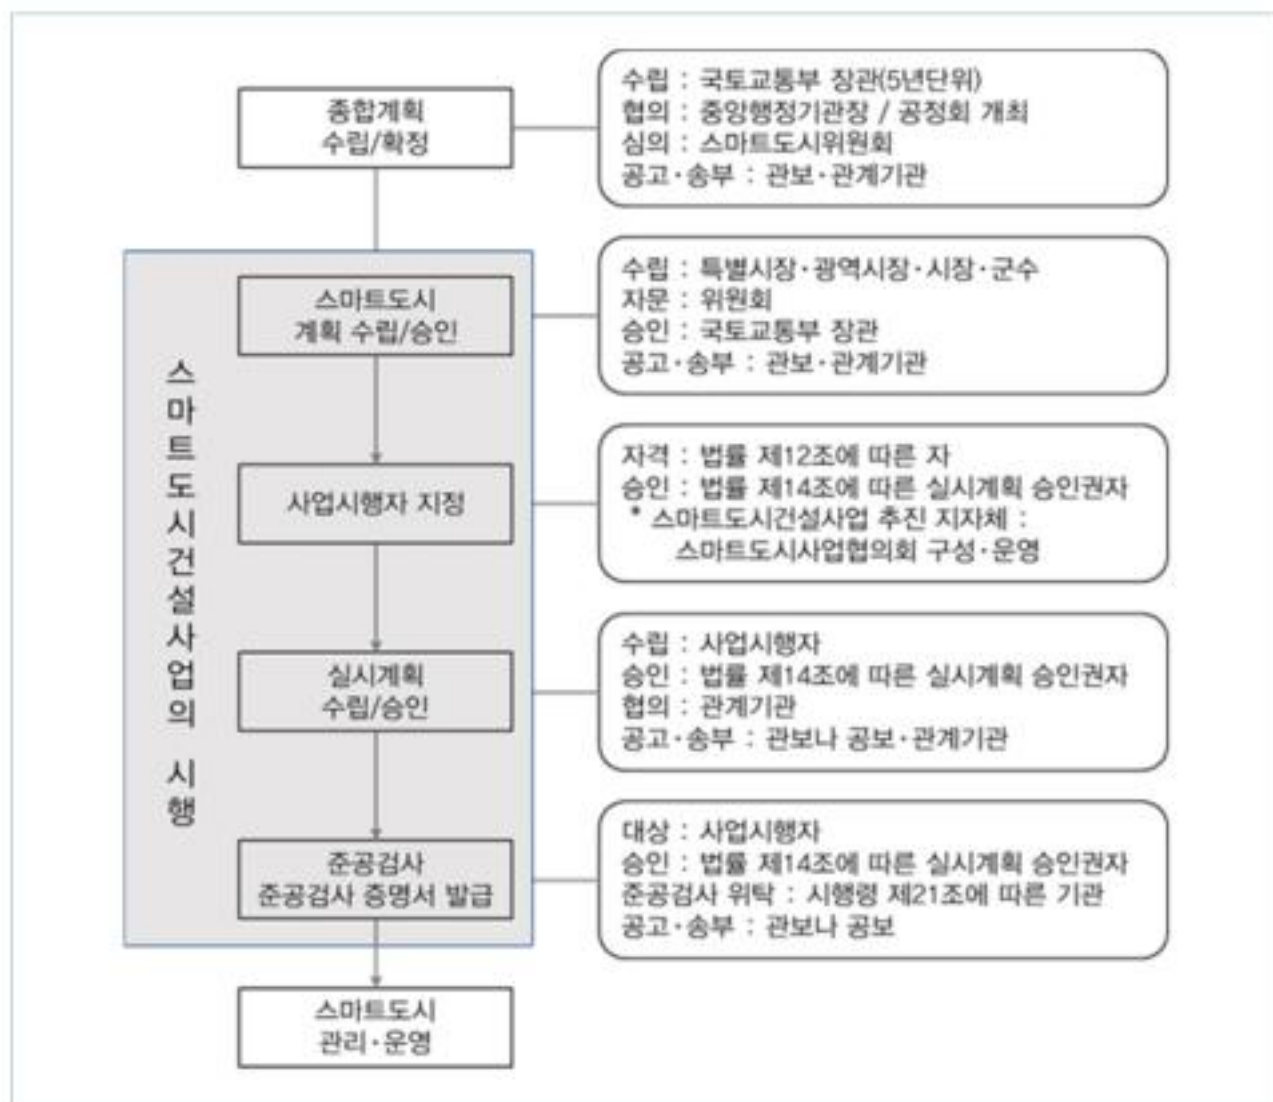 종합계획
수립/확정
수립 : 국토교통부 장관(5년단위)
협의 : 중앙행정기관장 / 공청회 개최
심의 : 스마트도시위원회
공고·송부 : 관보·관계기관
스마트도시건설사업의 시행
스마트도시
계획 수립/승인
수립 : 특별시장·광역시장·시장·군수
자문 : 위원회
승인 : 국토교통부 장관
공고·송부 : 관보·관계기관
사업시행자 지정
자격 : 법률 제12조에 따른 자
승인 : 법률 제14조에 따른 실시계획 승인권자
* 스마트도시건설사업 추진 지자체 :
스마트도시사업협의회 구성·운영
실시계획
수립/승인
수립 : 사업시행자
승인 : 법률 제14조에 따른 실시계획 승인권자
협의 : 관계기관
공고·송부 : 관보나 공보·관계기관
준공검사
준공검사 증명서 발급
대상 : 사업시행자
승인 : 법률 제14조에 따른 실시계획 승인권자
준공검사 위탁 : 시행령 제21조에 따른 기관
공고·송부 : 관보나 공보
스마트도시
관리·운영